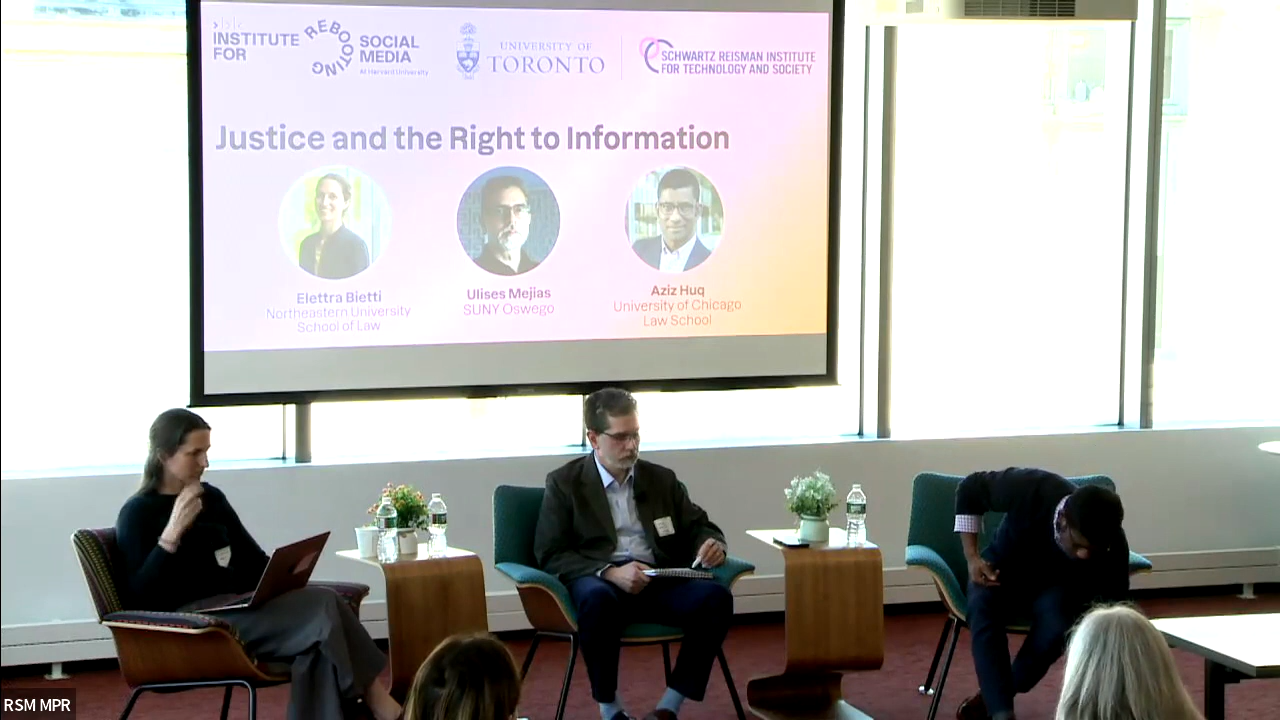 INSTITUTE
FOR
REBOOTING
SOCIAL
MEDIA
At Harvard University
UNIVERSITY OF
TORONTO
SCHWARTZ REISMAN INSTITUTE
FOR TECHNOLOGY AND SOCIETY
Justice and the Right to Information
Elettra Bietti
Northeastern University
School of Law
Ulises Mejias
SUNY Oswego
Aziz Huq
University of Chicago
Law School
RSM MPR